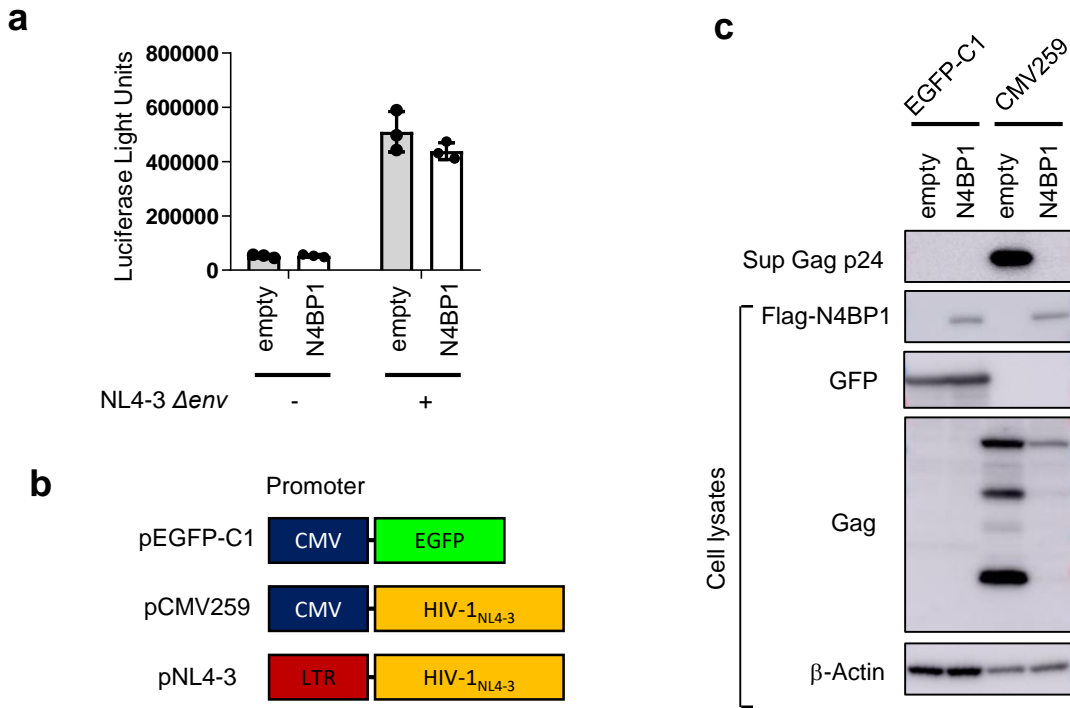 a
800000
600000
400000
200000
0
Luciferase Light Units
empty
N4BP1
empty
N4BP1
NL4-3 Δenv
-
+
b
Promoter
pEGFP-C1
CMV
EGFP
pCMV259
CMV
HIV-1NL4-3
pNL4-3
LTR
HIV-1NL4-3
c
EGFP-C1
CMV259
empty
N4BP1
empty
N4BP1
Sup Gag p24
Flag-N4BP1
GFP
Gag
β-Actin
Cell lysates